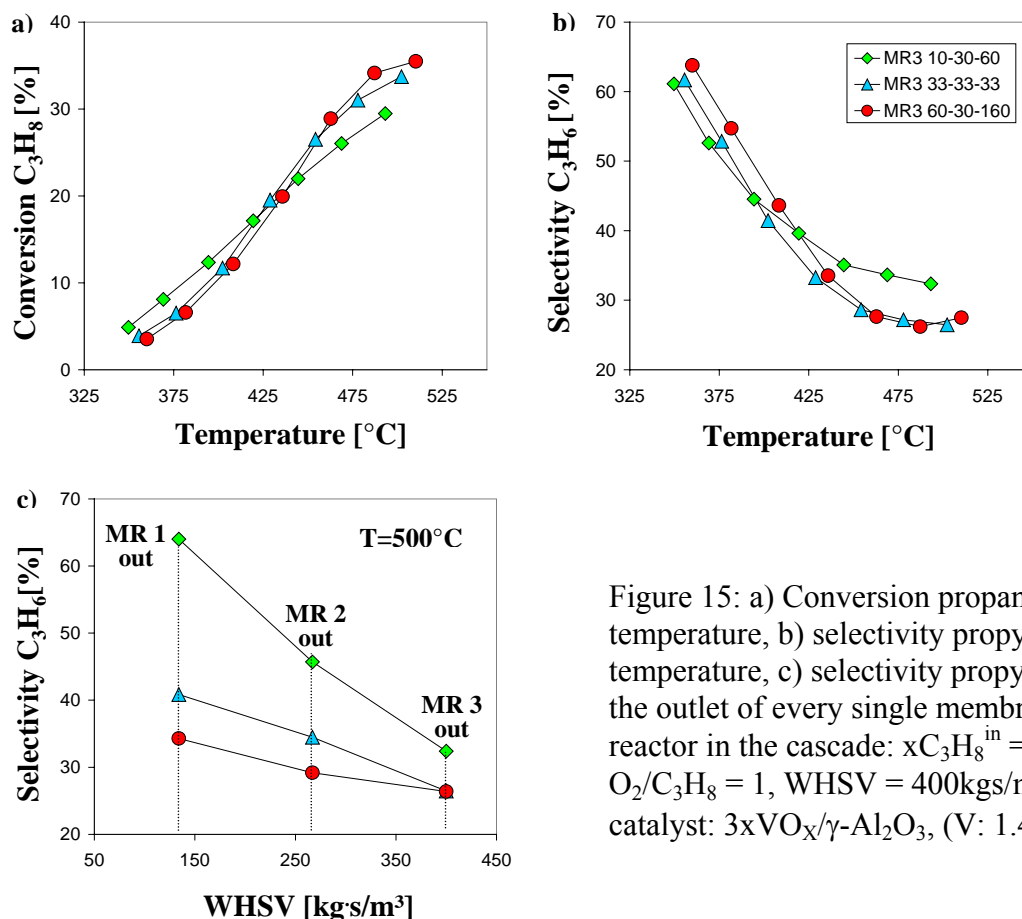 a)
Conversion C₃H₈ [%]
40
30
20
10
0
325 375 425 475 525
Temperature [°C]
b)
Selectivity C₃H₆ [%]
70
60
50
40
30
20
325 375 425 475 525
Temperature [°C]
MR3 10-30-60
MR3 33-33-33
MR3 60-30-160
c)
Selectivity C₃H₆[%]
70
60
50
40
30
20
MR 1
out
MR 2
out
MR 3
out
T=500°C
50 150 250 350 450
WHSV [kg·s/m³]
Figure 15: a) Conversion propan
temperature, b) selectivity propy
temperature, c) selectivity propy
the outlet of every single membr
reactor in the cascade: xC₃H₈ⁱⁿ =
O₂/C₃H₈ = 1, WHSV = 400kgs/m
catalyst: 3xVOₓ/γ-Al₂O₃, (V: 1.4